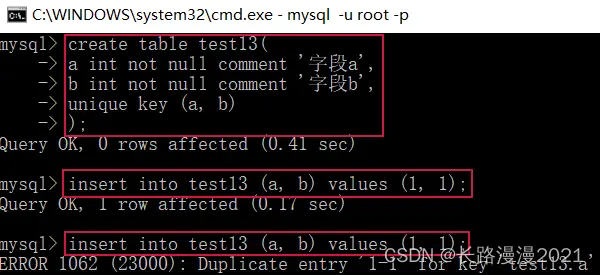 C:\WINDOWS\system32\cmd.exe - mysql -u root -p
mysql> create table test13(
-> a int not null comment '字段a',
-> b int not null comment '字段b',
-> unique key (a, b)
-> );
Query OK, 0 rows affected (0.41 sec)
mysql> insert into test13 (a, b) values (1, 1);
Query OK, 1 row affected (0.17 sec)
mysql> insert into test13 (a, b) values (1, 1);
ERROR 1062 (23000): Duplicate entry '1-1' for key 'test13.a
CSDN @长路漫漫2021